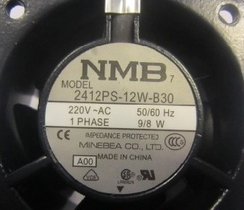 NMB 7
MODEL
2412PS-12W-B30
220V ~AC 50/60 Hz
1 PHASE 9/8 W
IMPEDANCE PROTECTED
MINEBEA CO., LTD.
MADE IN CHINA
A00